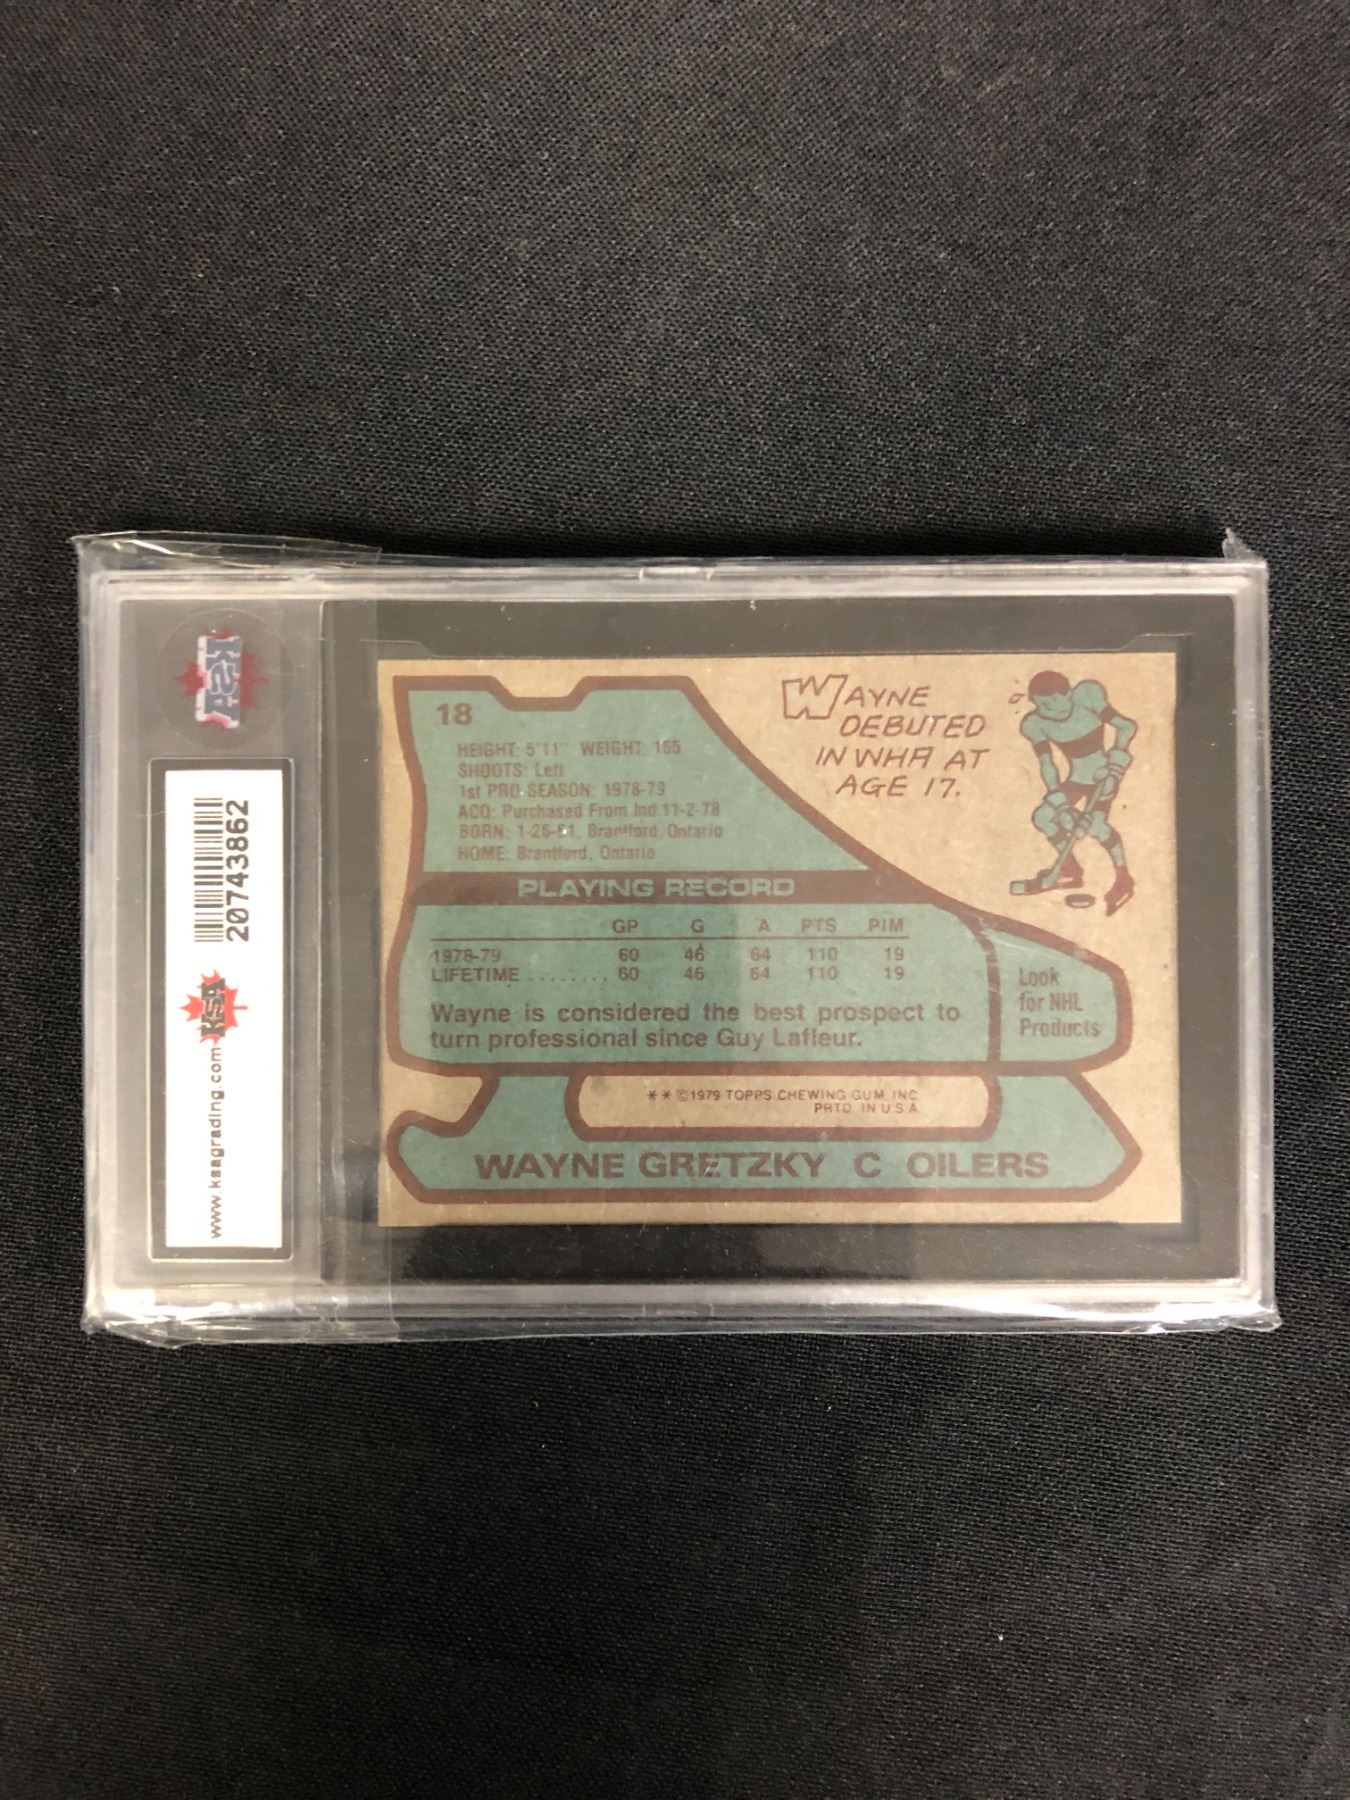 KSA
20743862
KSA
www.ksagrading.com
18
HEIGHT: 5'11" WEIGHT: 165
SHOOTS: Left
1st PRO SEASON: 1978-79
ACQ: Purchased From Ind 11-2-78
BORN: 1-26-61, Brantford, Ontario
HOME: Brantford, Ontario
WAYNE
DEBUTED
IN WHA AT
AGE 17.
PLAYING RECORD
GP G A PTS PIM
1978-79 60 46 64 110 19
LIFETIME ........ 60 46 64 110 19
Wayne is considered the best prospect to
turn professional since Guy Lafleur.
Look
for NHL
Products
* * ©1979 TOPPS CHEWING GUM, INC.
PRTD. IN U.S.A.
WAYNE GRETZKY C OILERS